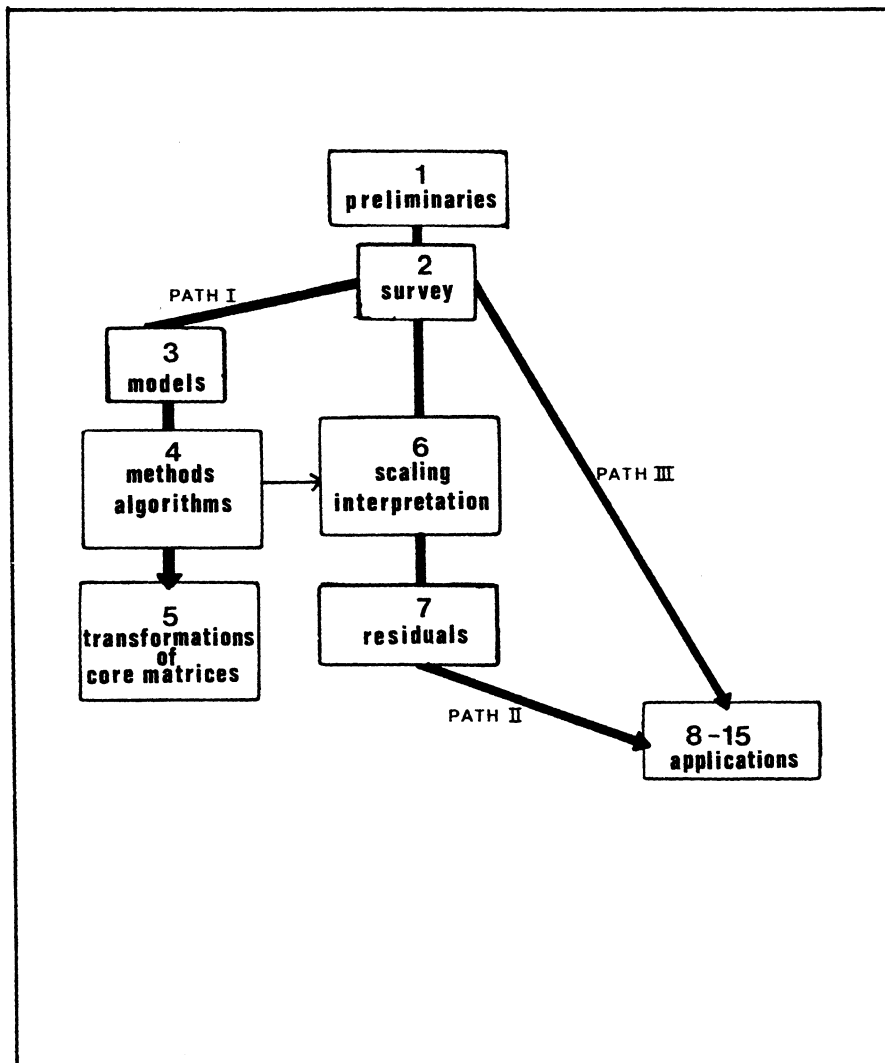 1
preliminaries
2
survey
PATH I
3
models
4
methods
algorithms
6
scaling
interpretation
PATH III
5
transformations
of
core matrices
7
residuals
PATH II
8-15
applications